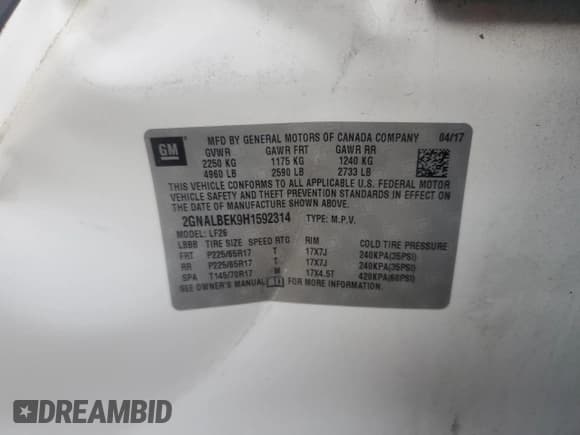 GM
MFD BY GENERAL MOTORS OF CANADA COMPANY 04/17
GVWR GAWR FRT GAWR RR
2250 KG 1175 KG 1240 KG
4960 LB 2590 LB 2733 LB
THIS VEHICLE CONFORMS TO ALL APPLICABLE U.S. FEDERAL MOTOR
VEHICLE SAFETY AND THEFT PREVENTION STANDARDS IN EFFECT ON
THE DATE OF MANUFACTURE SHOWN ABOVE.
2GNALBEK9H1592314 TYPE: M.P.V.
MODEL: LF26
LBBB TIRE SIZE SPEED RTG RIM COLD TIRE PRESSURE
FRT P225/65R17 T 17X7J 240KPA(35PSI)
RR P225/65R17 T 17X7J 240KPA(35PSI)
SPA T145/70R17 M 17X4.5T 420KPA(60PSI)
SEE OWNER'S MANUAL FOR MORE INFORMATION.
DREAMBID